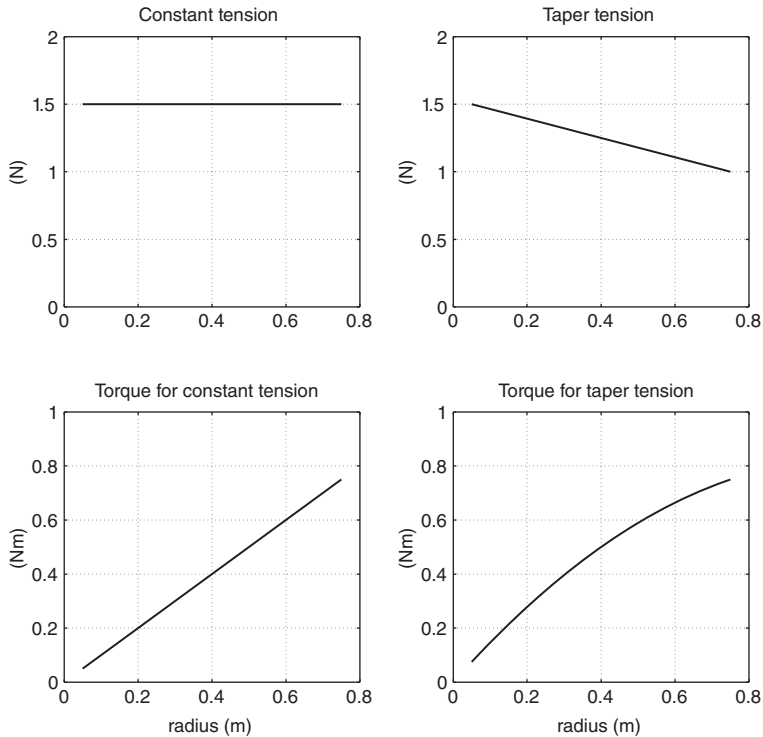 Constant tension
2
1.5
1
0.5
0
(N)
0 0.2 0.4 0.6 0.8
Taper tension
2
1.5
1
0.5
0
(N)
0 0.2 0.4 0.6 0.8
Torque for constant tension
1
0.8
0.6
0.4
0.2
0
(Nm)
0 0.2 0.4 0.6 0.8
radius (m)
Torque for taper tension
1
0.8
0.6
0.4
0.2
0
(Nm)
0 0.2 0.4 0.6 0.8
radius (m)